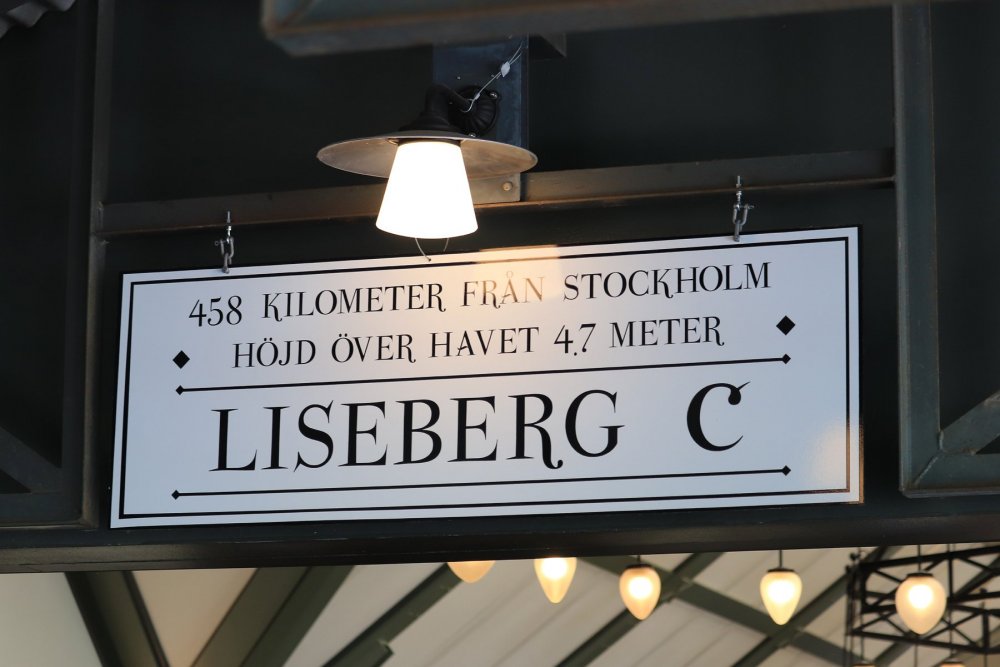 458 KILOMETER FRÅN STOCKHOLM
HÖJD ÖVER HAVET 4,7 METER
LISEBERG C